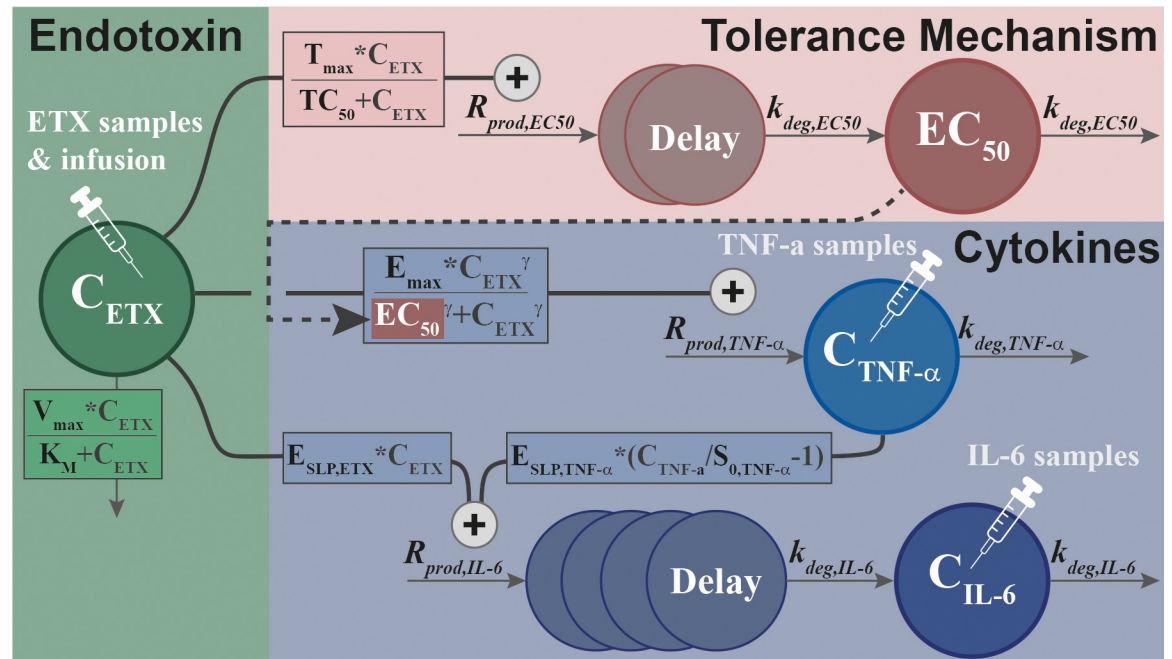 Endotoxin
Tolerance Mechanism
T_max *C_ETX
TC_50+C_ETX
+
R_prod,EC50
Delay
k_deg,EC50
EC_50
k_deg,EC50
ETX samples
& infusion
C_ETX
V_max *C_ETX
K_M+C_ETX
TNF-a samples
Cytokines
E_max *C_ETX^γ
EC_50^γ+C_ETX^γ
+
R_prod,TNF-α
C_TNF-α
k_deg,TNF-α
E_SLP,ETX *C_ETX
E_SLP,TNF-α *(C_TNF-a/S_0,TNF-α-1)
IL-6 samples
+
R_prod,IL-6
Delay
k_deg,IL-6
C_IL-6
k_deg,IL-6